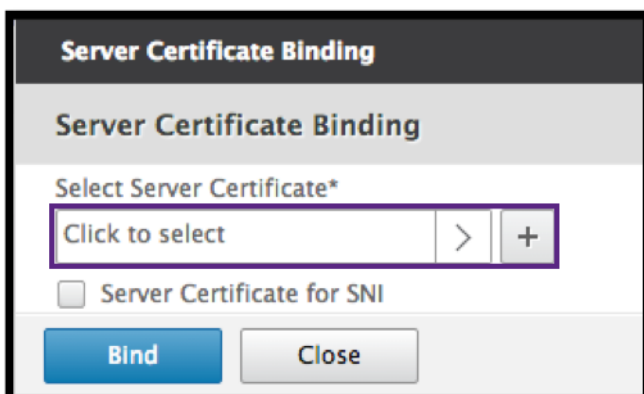 Server Certificate Binding
Server Certificate Binding
Select Server Certificate*
Click to select > +
Server Certificate for SNI
Bind Close